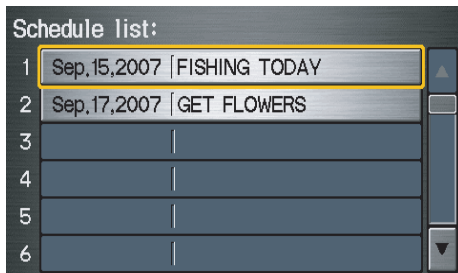 Schedule list:
1 Sep.15,2007 FISHING TODAY
2 Sep.17,2007 GET FLOWERS
3
4
5
6